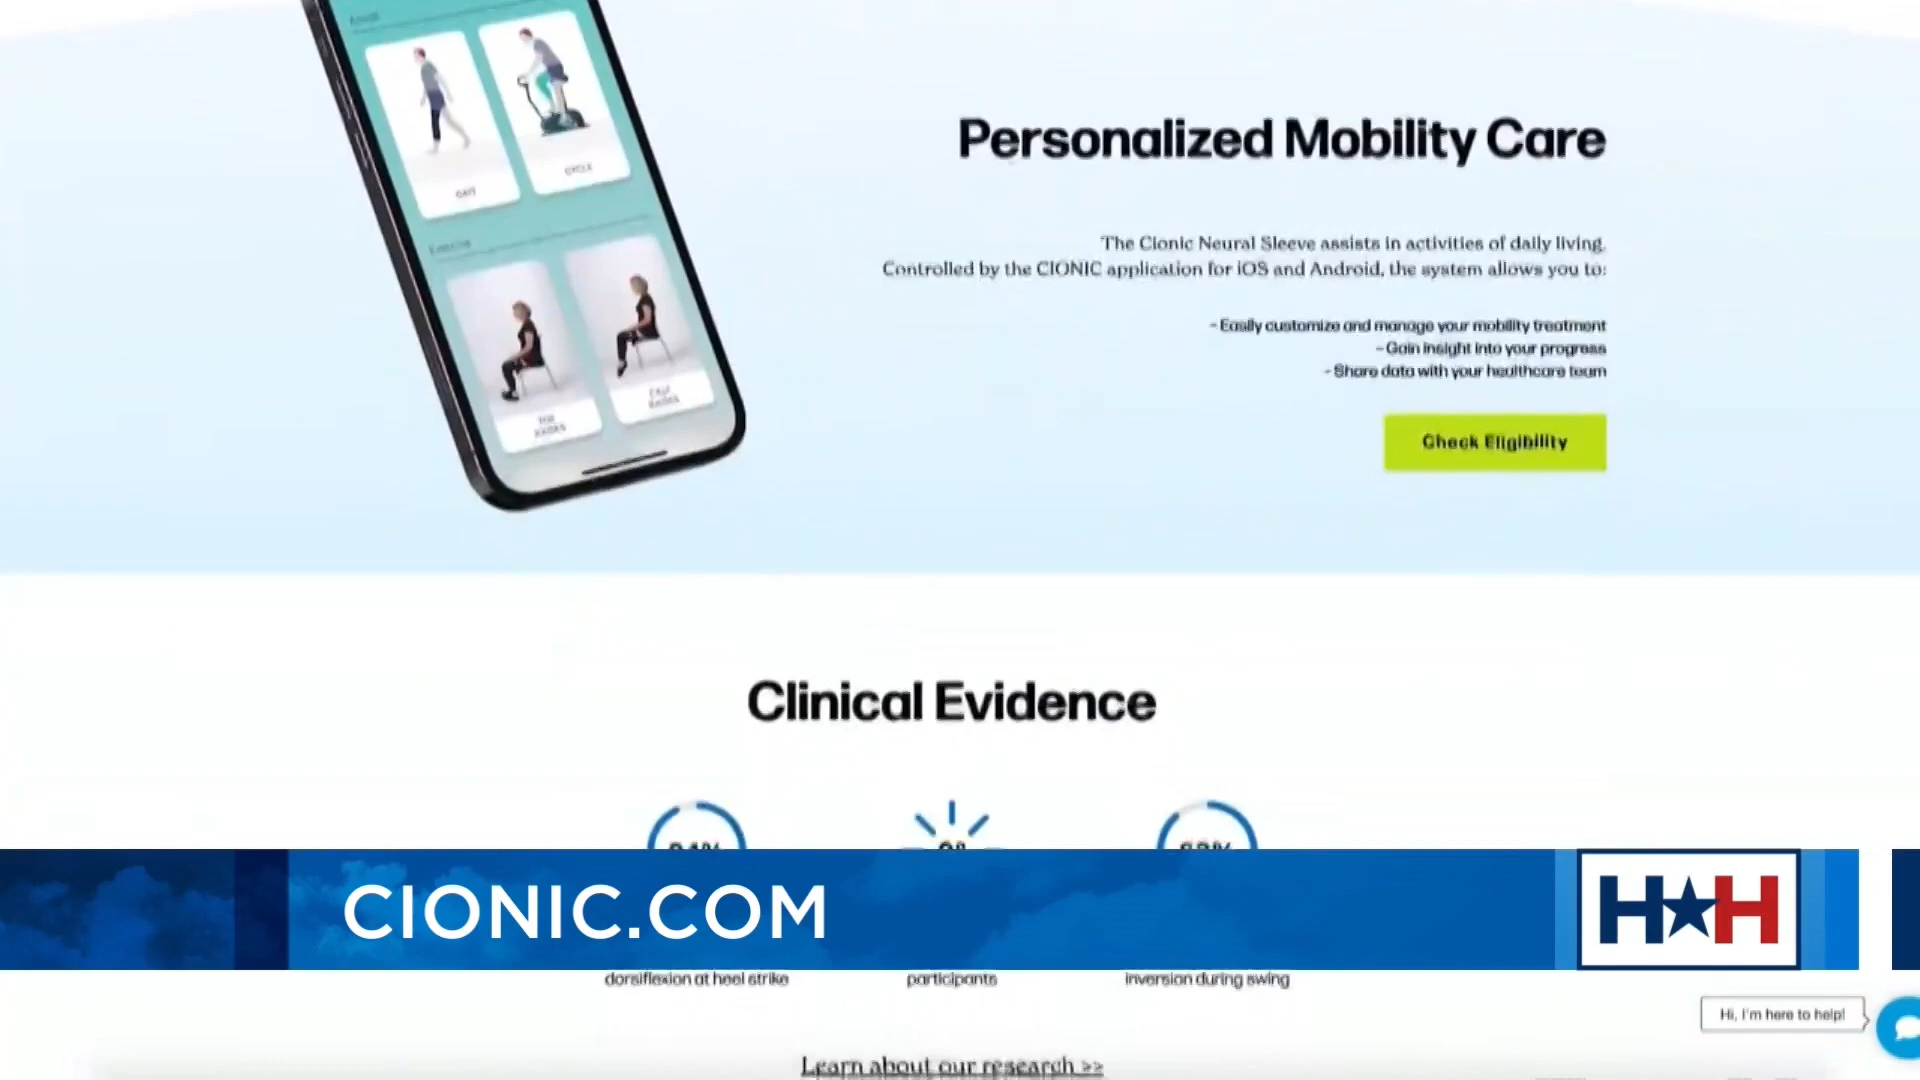 GAIT
CYCLE
Exercise
Personalized Mobility Care
The Cionic Neural Sleeve assists in activities of daily living.
Controlled by the CIONIC application for iOS and Android, the system allows you to:
- Easily customize and manage your mobility treatment
- Gain insight into your progress
- Share data with your healthcare team
Check Eligibility
Clinical Evidence
CIONIC.COM
H★H
dorsiflexion at heel strike
participants
inversion during swing
Hi, I'm here to help!
Learn about our research >>